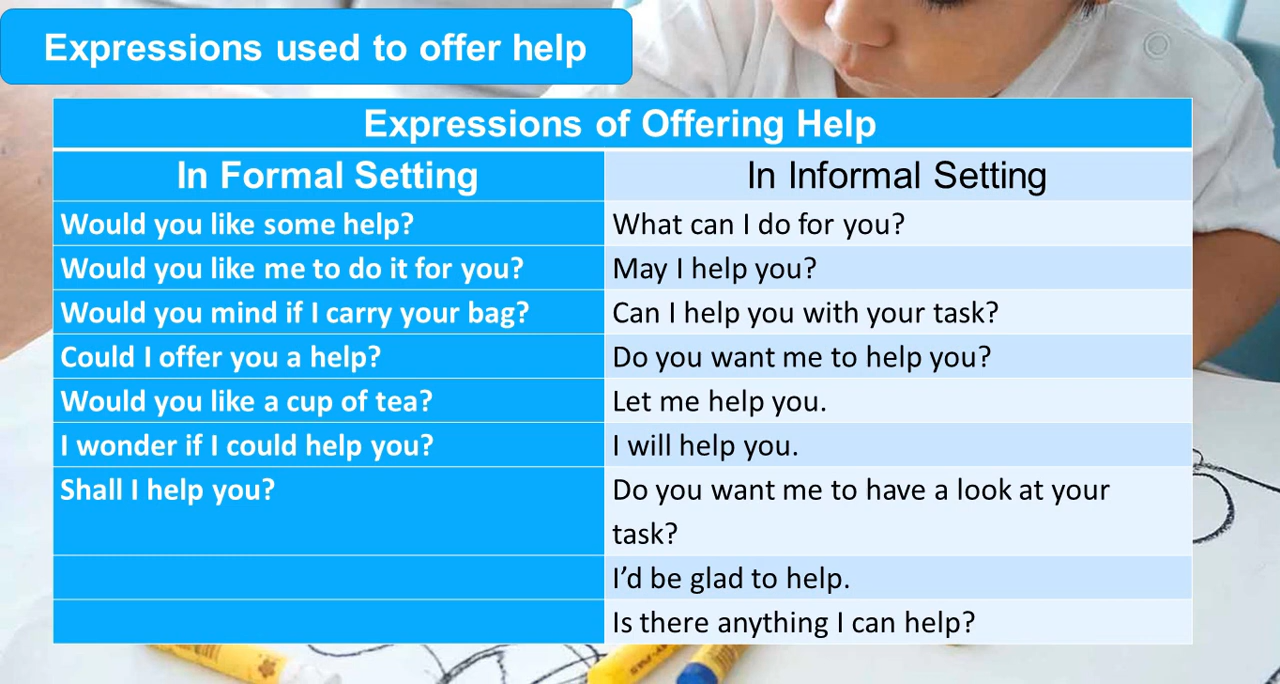 Expressions used to offer help
Expressions of Offering Help
In Formal Setting
In Informal Setting
Would you like some help?
What can I do for you?
Would you like me to do it for you?
May I help you?
Would you mind if I carry your bag?
Can I help you with your task?
Could I offer you a help?
Do you want me to help you?
Would you like a cup of tea?
Let me help you.
I wonder if I could help you?
I will help you.
Shall I help you?
Do you want me to have a look at your
task?
I’d be glad to help.
Is there anything I can help?